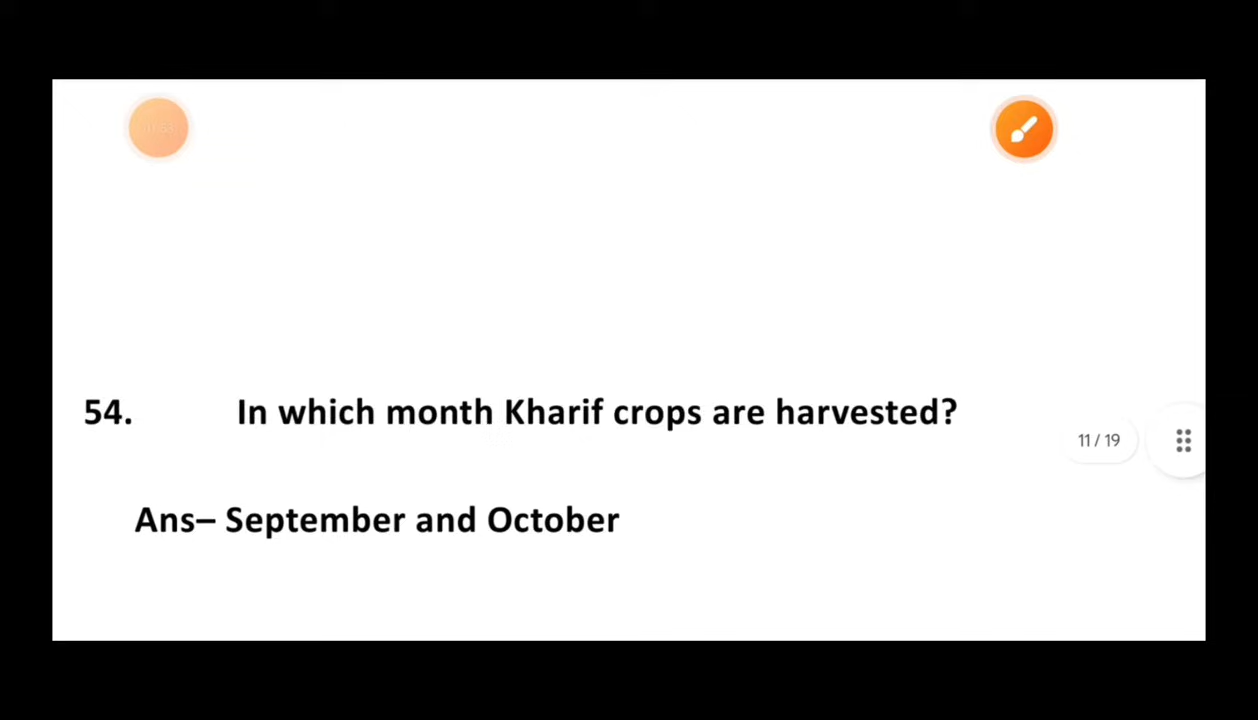 54. In which month Kharif crops are harvested?
11 / 19
Ans– September and October